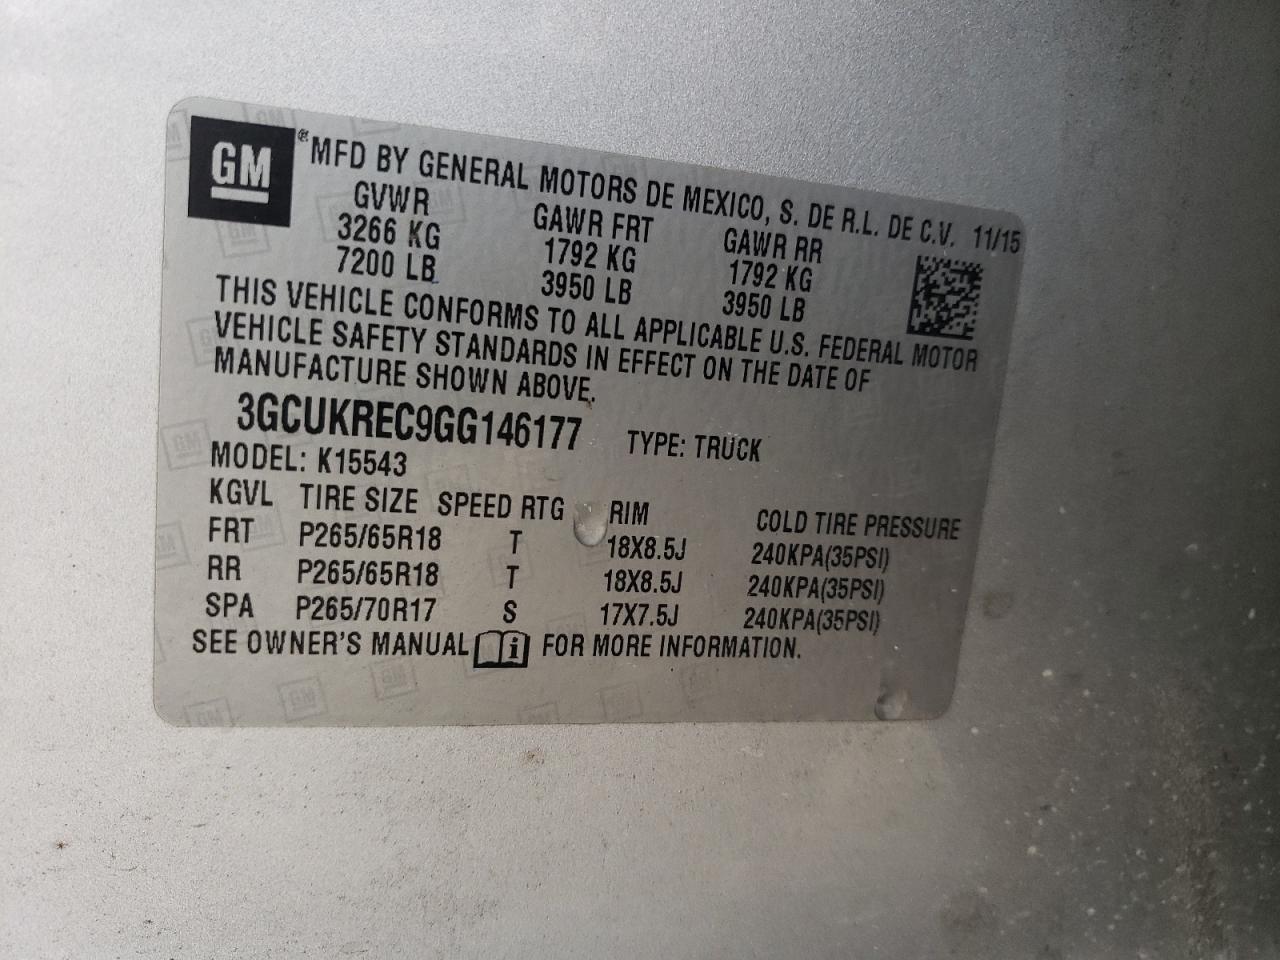 GM ® MFD BY GENERAL MOTORS DE MEXICO, S. DE R.L. DE C.V. 11/15
GVWR GAWR FRT GAWR RR
3266 KG 1792 KG 1792 KG
7200 LB 3950 LB 3950 LB
THIS VEHICLE CONFORMS TO ALL APPLICABLE U.S. FEDERAL MOTOR
VEHICLE SAFETY STANDARDS IN EFFECT ON THE DATE OF
MANUFACTURE SHOWN ABOVE.
3GCUKREC9GG146177 TYPE: TRUCK
MODEL: K15543
KGVL TIRE SIZE SPEED RTG RIM COLD TIRE PRESSURE
FRT P265/65R18 T 18X8.5J 240KPA(35PSI)
RR P265/65R18 T 18X8.5J 240KPA(35PSI)
SPA P265/70R17 S 17X7.5J 240KPA(35PSI)
SEE OWNER'S MANUAL i FOR MORE INFORMATION.